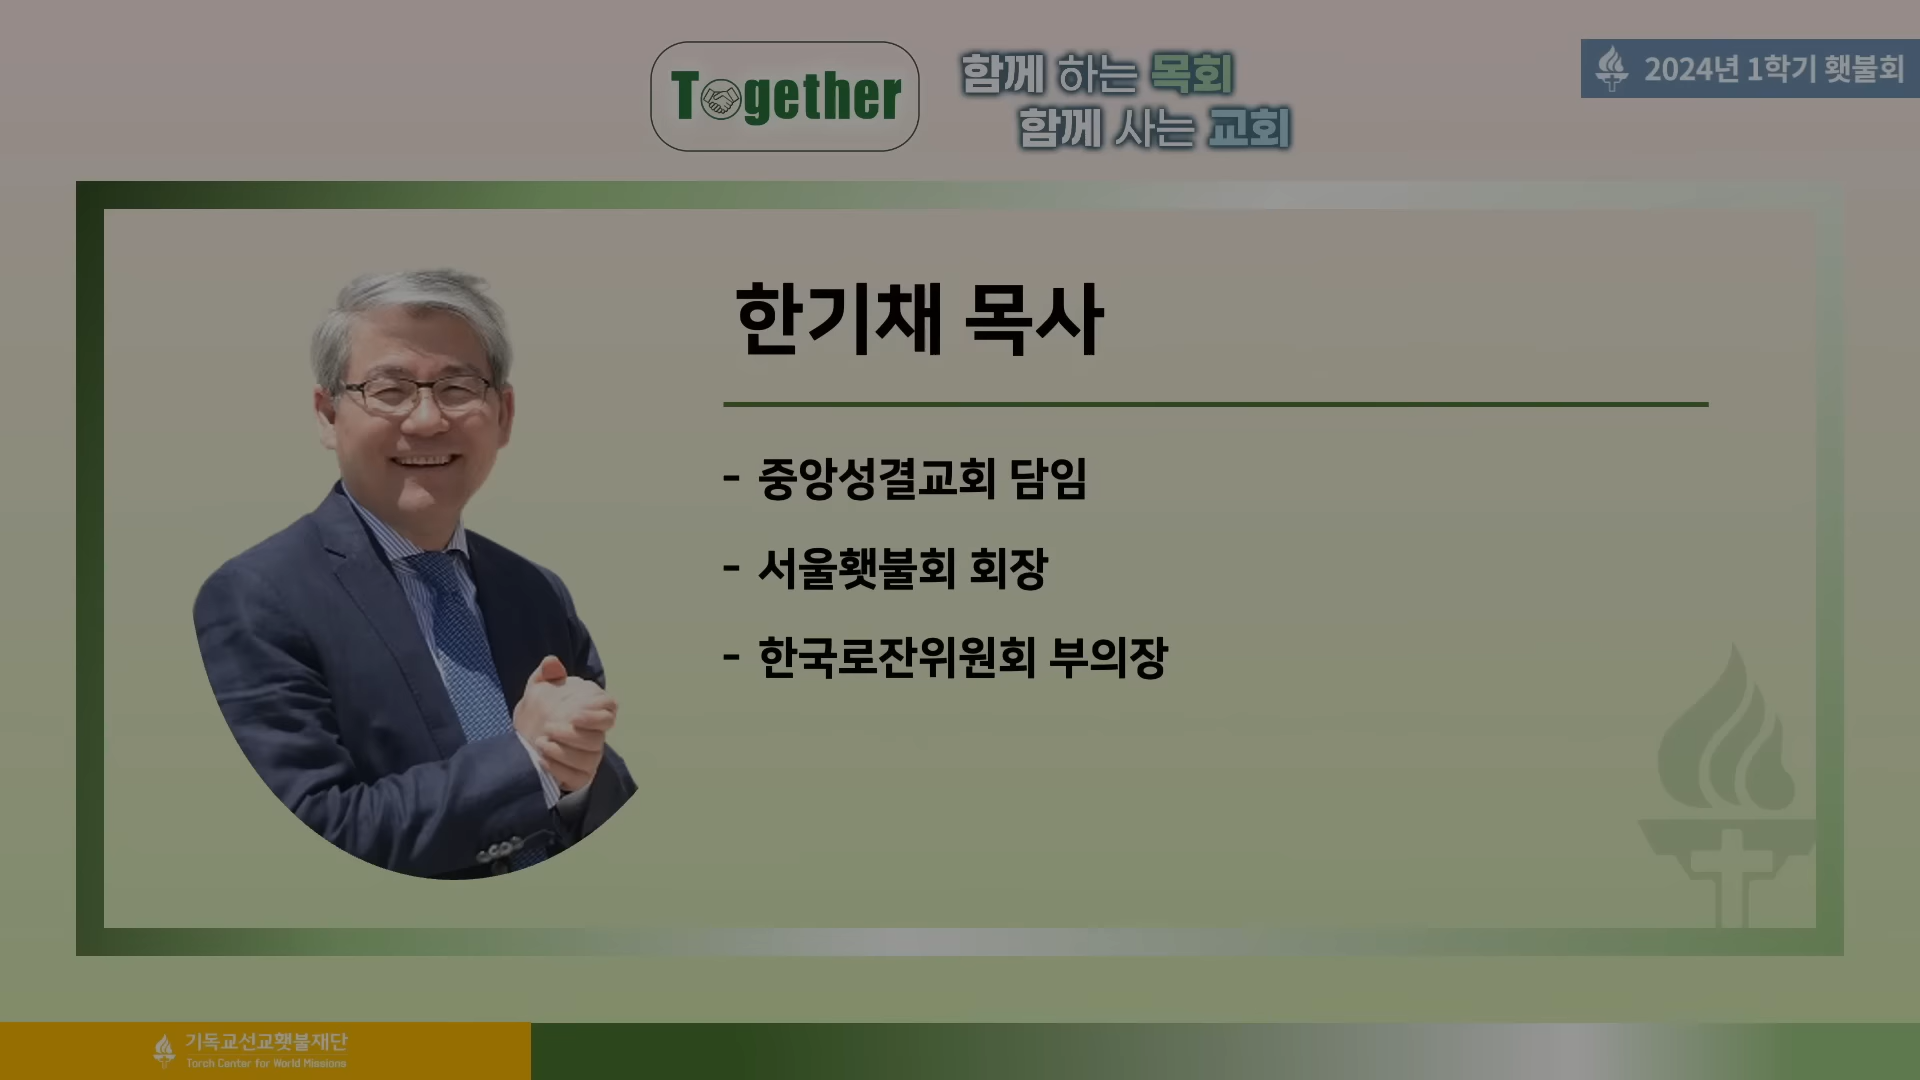 Together
함께 하는 목회
함께 사는 교회
2024년 1학기 횃불회
한기채 목사
- 중앙성결교회 담임
- 서울횃불회 회장
- 한국로잔위원회 부의장
기독교선교횃불재단
Torch Center for World Missions